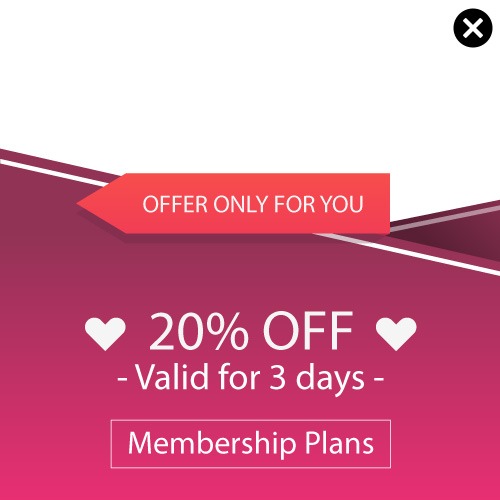 OFFER ONLY FOR YOU
20% OFF
- Valid for 3 days -
Membership Plans